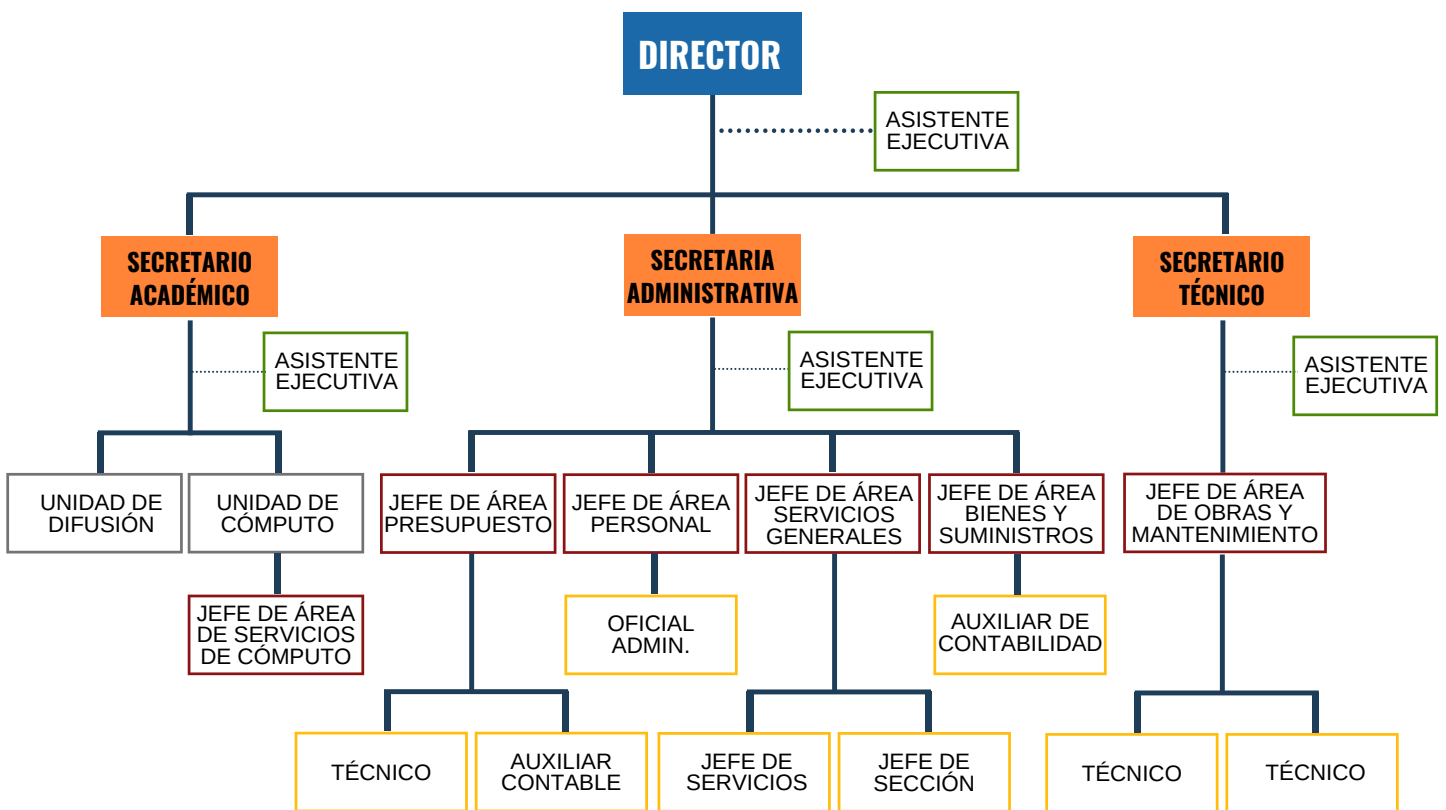 DIRECTOR
ASISTENTE
EJECUTIVA
SECRETARIO
ACADÉMICO
SECRETARIA
ADMINISTRATIVA
SECRETARIO
TÉCNICO
ASISTENTE
EJECUTIVA
ASISTENTE
EJECUTIVA
ASISTENTE
EJECUTIVA
UNIDAD DE
DIFUSIÓN
UNIDAD DE
CÓMPUTO
JEFE DE ÁREA
PRESUPUESTO
JEFE DE ÁREA
PERSONAL
JEFE DE ÁREA
SERVICIOS
GENERALES
JEFE DE ÁREA
BIENES Y
SUMINISTROS
JEFE DE ÁREA
DE OBRAS Y
MANTENIMIENTO
JEFE DE ÁREA
DE SERVICIOS
DE CÓMPUTO
OFICIAL
ADMIN.
AUXILIAR DE
CONTABILIDAD
TÉCNICO
AUXILIAR
CONTABLE
JEFE DE
SERVICIOS
JEFE DE
SECCIÓN
TÉCNICO
TÉCNICO